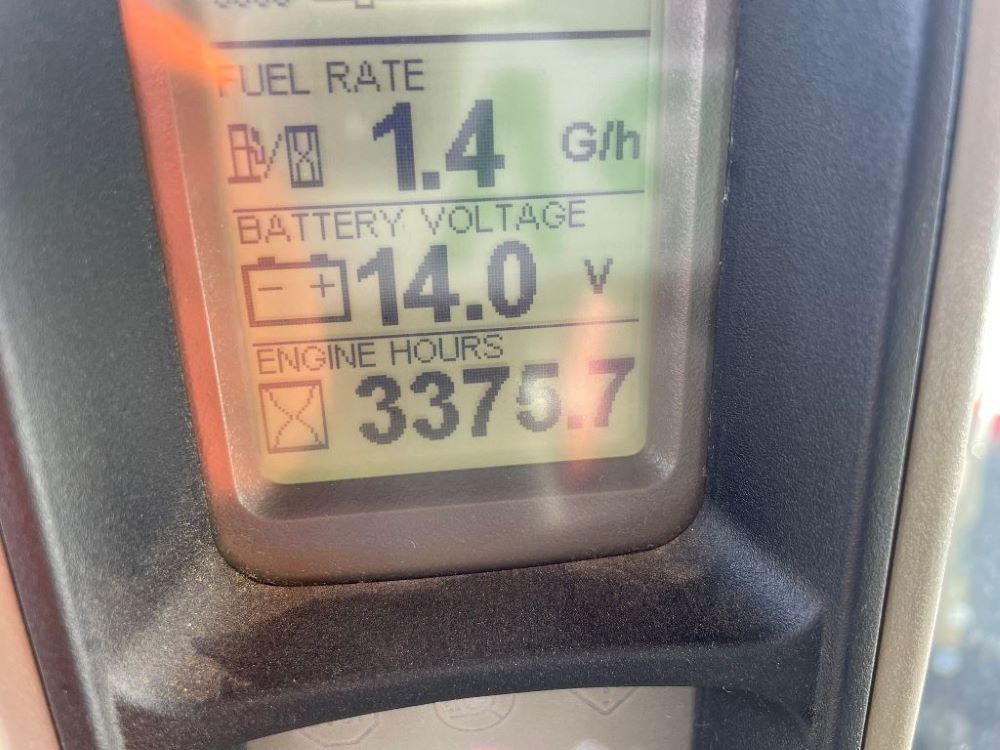 FUEL RATE
1.4 G/h
BATTERY VOLTAGE
- + 14.0 V
ENGINE HOURS
3375.7